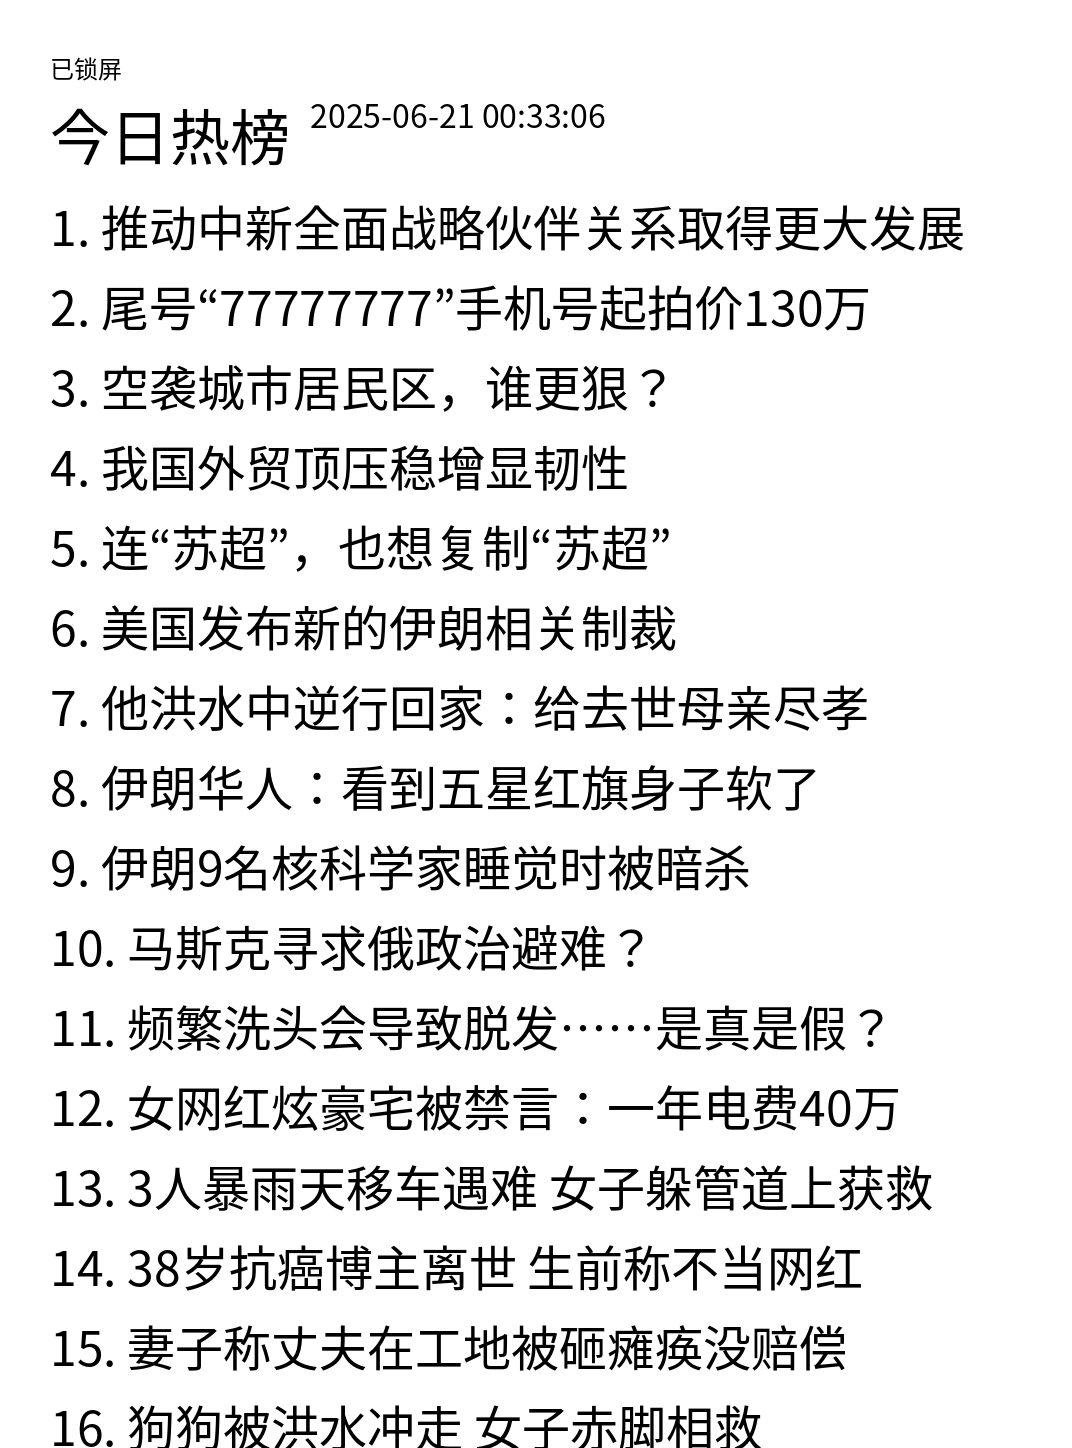 已锁屏
今日热榜 2025-06-21 00:33:06
1. 推动中新全面战略伙伴关系取得更大发展
2. 尾号“77777777”手机号起拍价130万
3. 空袭城市居民区，谁更狠？
4. 我国外贸顶压稳增显韧性
5. 连“苏超”，也想复制“苏超”
6. 美国发布新的伊朗相关制裁
7. 他洪水中逆行回家：给去世母亲尽孝
8. 伊朗华人：看到五星红旗身子软了
9. 伊朗9名核科学家睡觉时被暗杀
10. 马斯克寻求俄政治避难？
11. 频繁洗头会导致脱发……是真是假？
12. 女网红炫豪宅被禁言：一年电费40万
13. 3人暴雨天移车遇难 女子躲管道上获救
14. 38岁抗癌博主离世 生前称不当网红
15. 妻子称丈夫在工地被砸瘫痪没赔偿
16. 狗狗被洪水冲走 女子赤脚相救